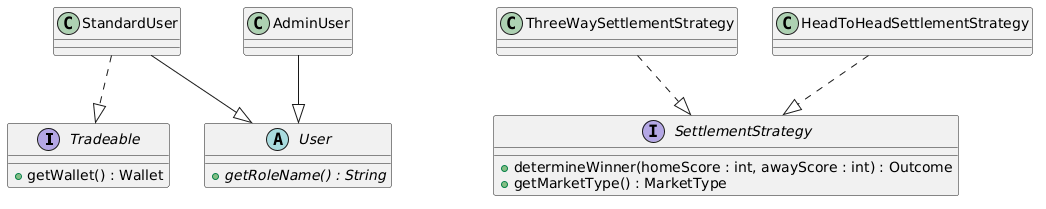 C StandardUser
C AdminUser
C ThreeWaySettlementStrategy
C HeadToHeadSettlementStrategy
I Tradeable
getWallet() : Wallet
A User
getRoleName() : String
I SettlementStrategy
determineWinner(homeScore : int, awayScore : int) : Outcome
getMarketType() : MarketType